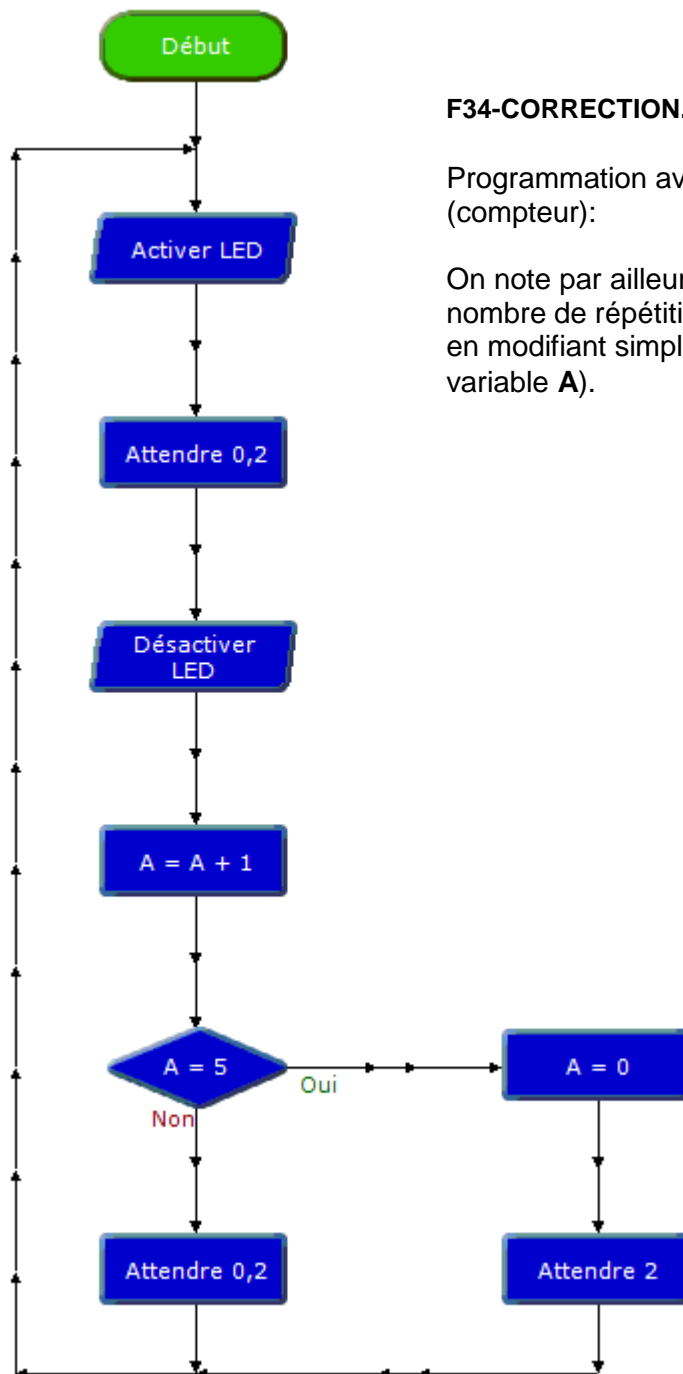 Début
F34-CORRECTION.
Programmation av
(compteur):
On note par ailleur
nombre de répétiti
en modifiant simpl
variable A).
Activer LED
Attendre 0,2
Désactiver
LED
A = A + 1
A = 5
Oui
Non
A = 0
Attendre 0,2
Attendre 2